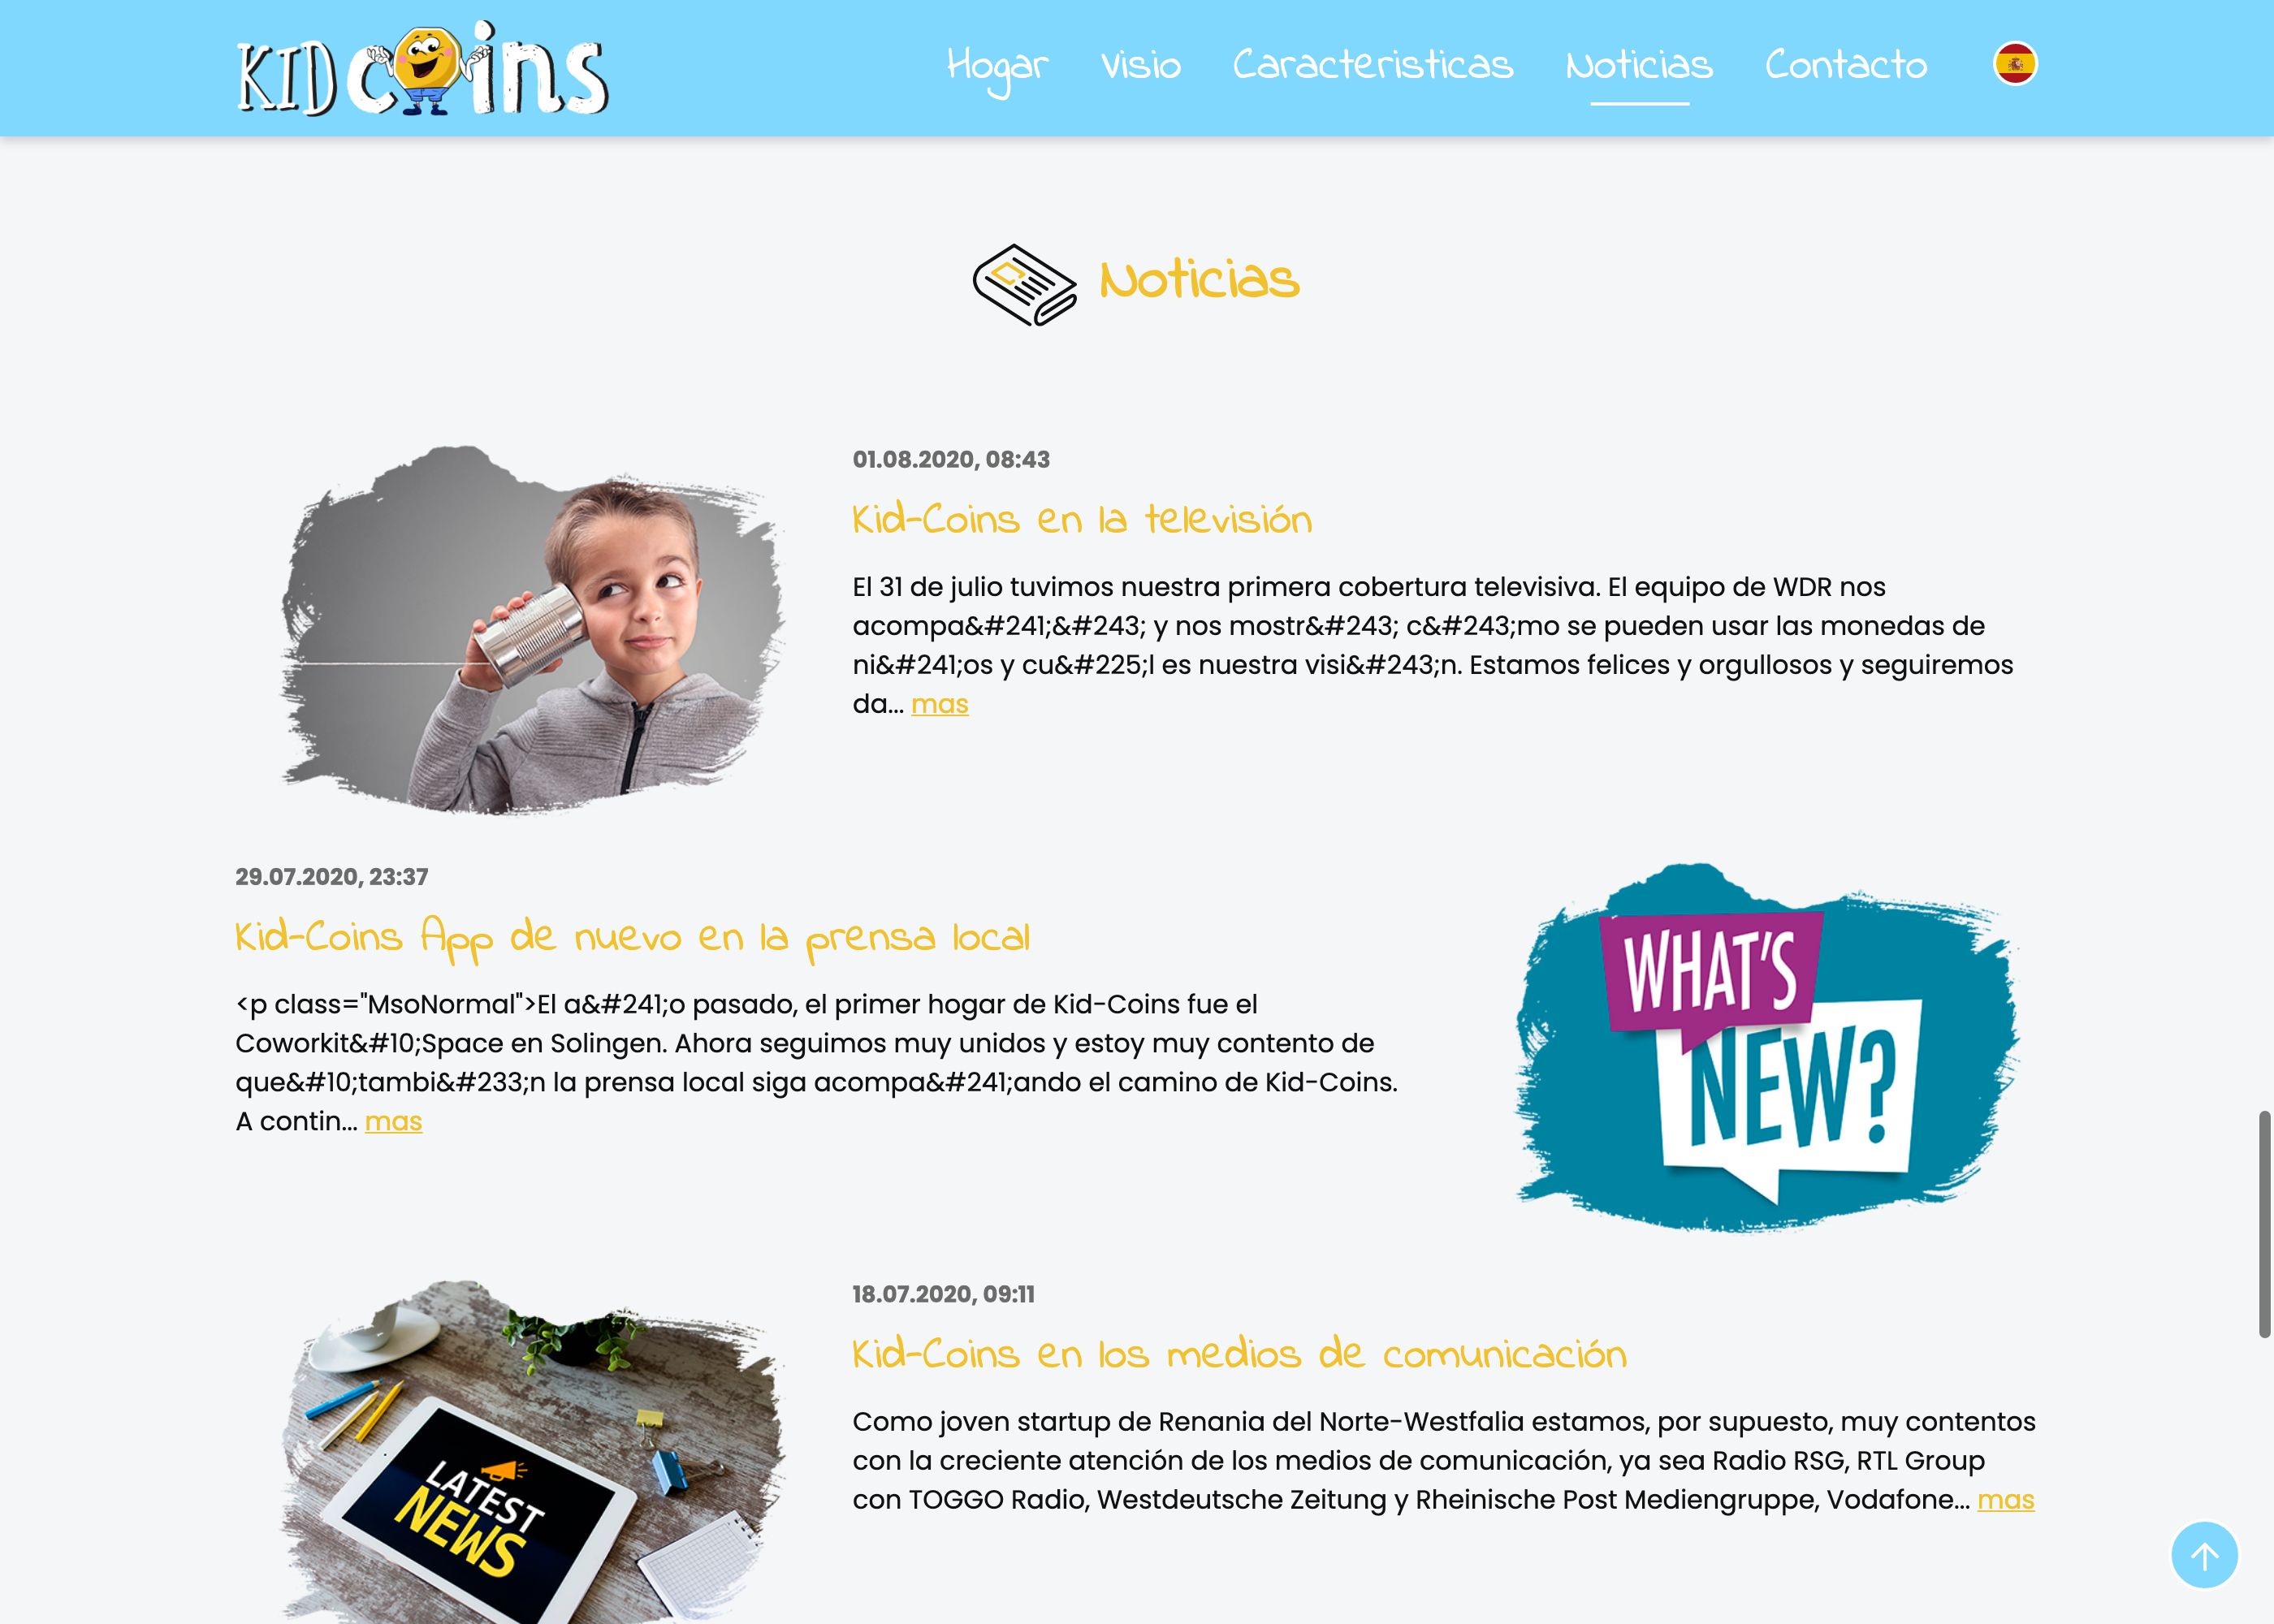 KID coins
Hogar Visio Caracteristicas Noticias Contacto
Noticias
01.08.2020, 08:43
Kid-Coins en la televisión
El 31 de julio tuvimos nuestra primera cobertura televisiva. El equipo de WDR nos
acompa&#241;&#243; y nos mostr&#243; c&#243;mo se pueden usar las monedas de
ni&#241;os y cu&#225;l es nuestra visi&#243;n. Estamos felices y orgullosos y seguiremos
da... mas
29.07.2020, 23:37
Kid-Coins App de nuevo en la prensa local
<p class="MsoNormal">El a&#241;o pasado, el primer hogar de Kid-Coins fue el
Coworkit&#10;Space en Solingen. Ahora seguimos muy unidos y estoy muy contento de
que&#10;tambi&#233;n la prensa local siga acompa&#241;ando el camino de Kid-Coins.
A contin... mas
WHAT'S
NEW?
18.07.2020, 09:11
Kid-Coins en los medios de comunicación
Como joven startup de Renania del Norte-Westfalia estamos, por supuesto, muy contentos
con la creciente atención de los medios de comunicación, ya sea Radio RSG, RTL Group
con TOGGO Radio, Westdeutsche Zeitung y Rheinische Post Mediengruppe, Vodafone... mas
LATEST
NEWS